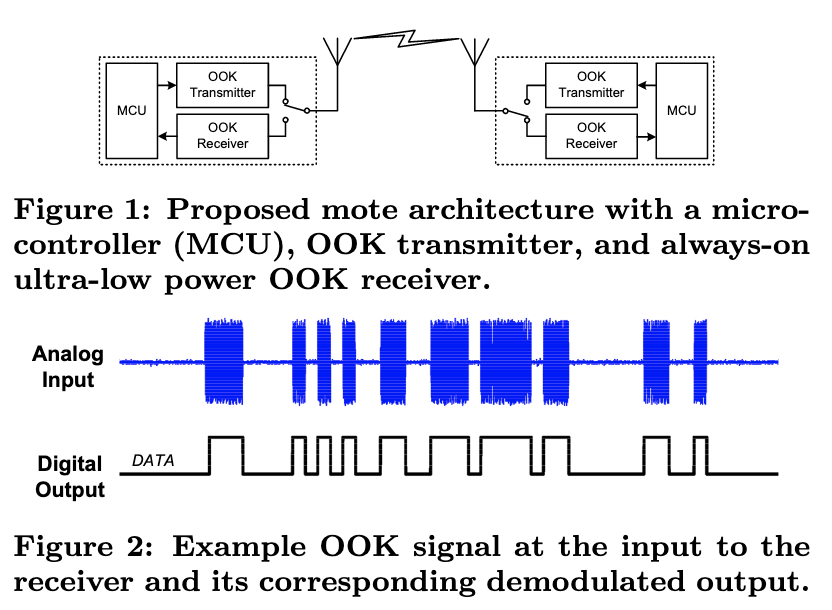 OOK
Transmitter
MCU
OOK
Receiver
OOK
Transmitter
MCU
OOK
Receiver
Figure 1: Proposed mote architecture with a micro-
controller (MCU), OOK transmitter, and always-on
ultra-low power OOK receiver.
Analog
Input
Digital
Output
DATA
Figure 2: Example OOK signal at the input to the
receiver and its corresponding demodulated output.